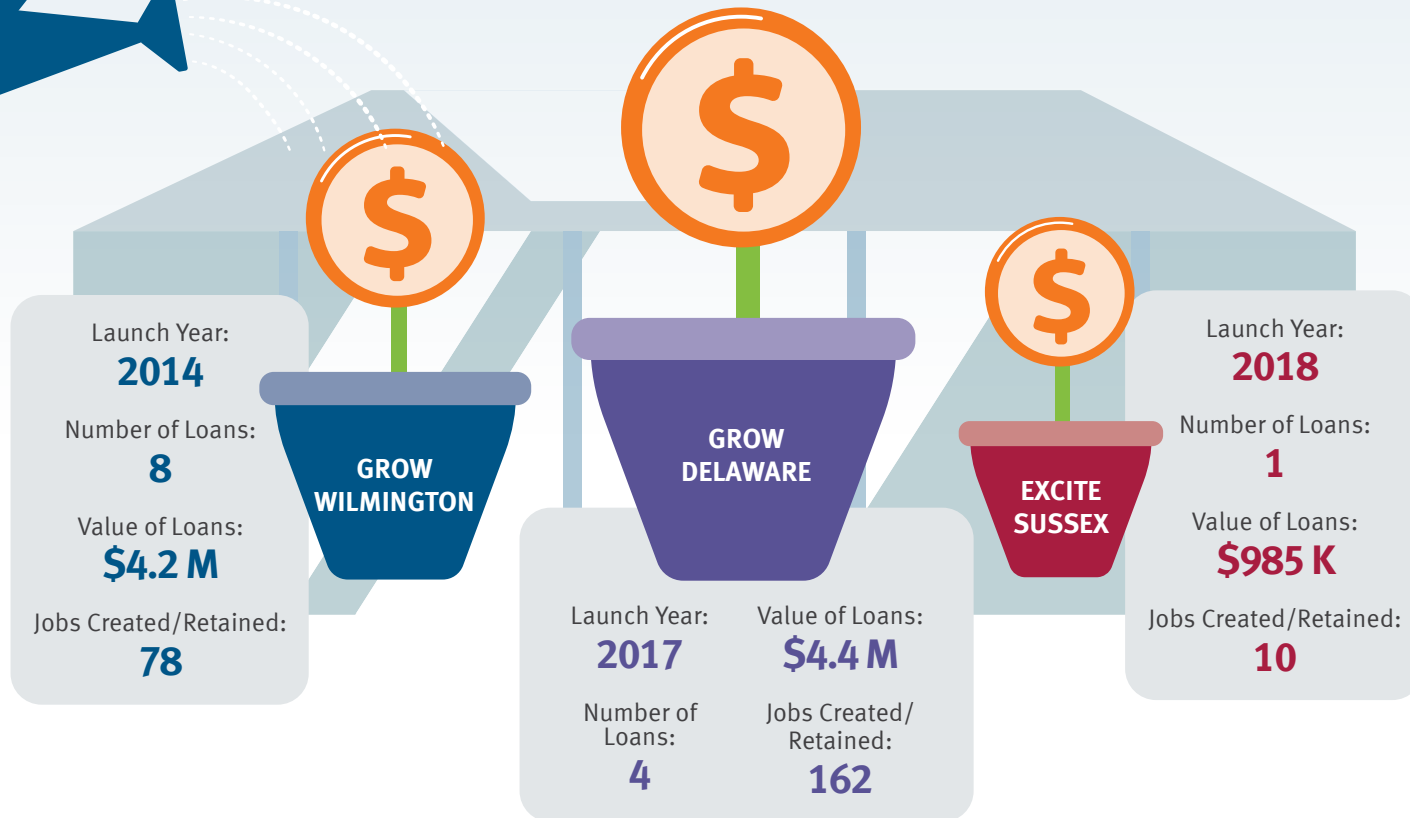 $
Launch Year:
2014
Number of Loans:
8
Value of Loans:
$4.2 M
Jobs Created/Retained:
78
GROW
WILMINGTON
$
GROW
DELAWARE
Launch Year:
2017
Number of
Loans:
4
Value of Loans:
$4.4 M
Jobs Created/
Retained:
162
$
EXCITE
SUSSEX
Launch Year:
2018
Number of Loans:
1
Value of Loans:
$985 K
Jobs Created/Retained:
10